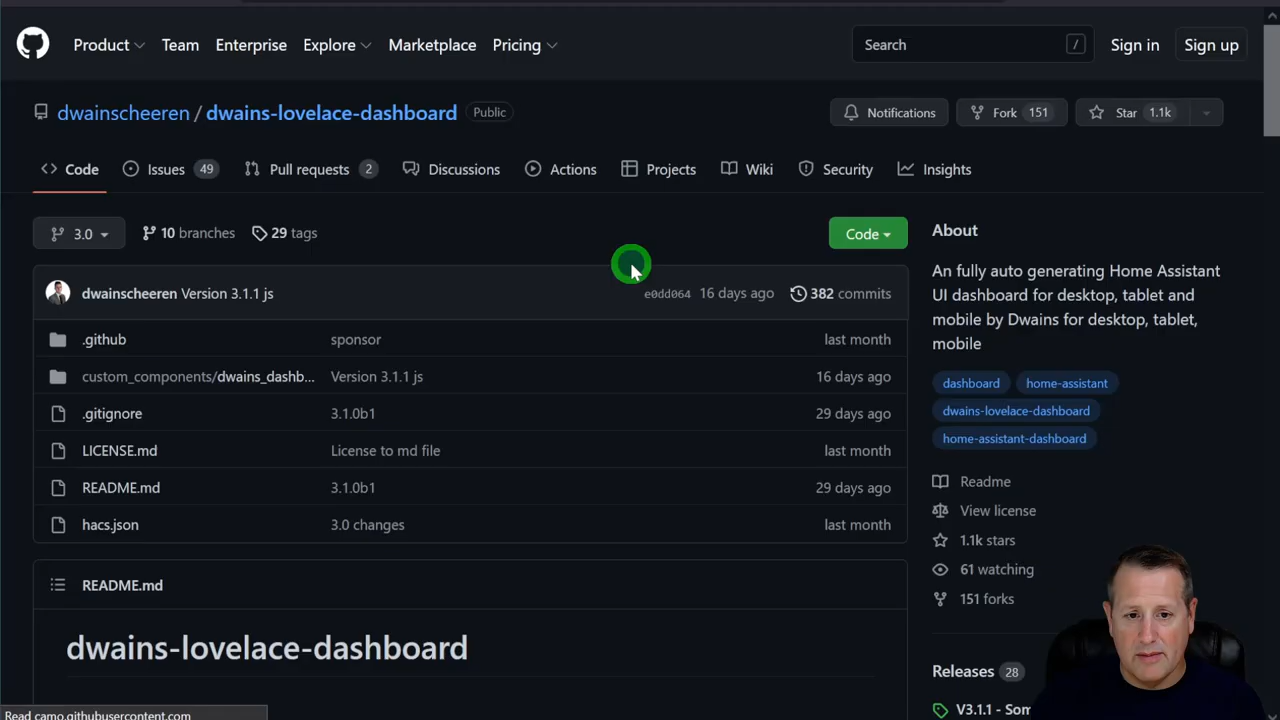 Product Team Enterprise Explore Marketplace Pricing Search / Sign in Sign up
dwainscheeren / dwains-lovelace-dashboard Public Notifications Fork 151 Star 1.1k
Code Issues 49 Pull requests 2 Discussions Actions Projects Wiki Security Insights
3.0 10 branches 29 tags Code
dwainscheeren Version 3.1.1 js e0dd064 16 days ago 382 commits
.github sponsor last month
custom_components/dwains_dashb... Version 3.1.1 js 16 days ago
.gitignore 3.1.0b1 29 days ago
LICENSE.md License to md file last month
README.md 3.1.0b1 29 days ago
hacs.json 3.0 changes last month
README.md
dwains-lovelace-dashboard
About
An fully auto generating Home Assistant
UI dashboard for desktop, tablet and
mobile by Dwains for desktop, tablet,
mobile
dashboard home-assistant
dwains-lovelace-dashboard
home-assistant-dashboard
Readme
View license
1.1k stars
61 watching
151 forks
Releases 28
V3.1.1 - Som
Read camo.githubusercontent.com